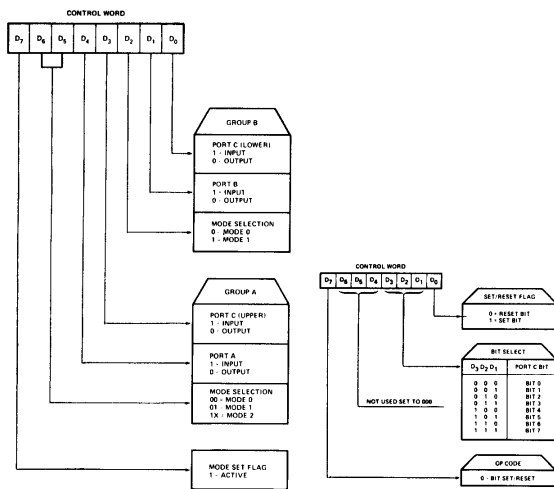 CONTROL WORD
D7 D6 D5 D4 D3 D2 D1 D0
GROUP B
PORT C (LOWER)
1 - INPUT
0 - OUTPUT
PORT B
1 - INPUT
0 - OUTPUT
MODE SELECTION
0 - MODE 0
1 - MODE 1
GROUP A
PORT C (UPPER)
1 - INPUT
0 - OUTPUT
PORT A
1 - INPUT
0 - OUTPUT
MODE SELECTION
00 - MODE 0
01 - MODE 1
1X - MODE 2
MODE SET FLAG
1 - ACTIVE
CONTROL WORD
D7 D6 D5 D4 D3 D2 D1 D0
SET/RESET FLAG
0 = RESET BIT
1 = SET BIT
BIT SELECT
D3 D2 D1 PORT C BIT
0 0 0 BIT 0
0 0 1 BIT 1
0 1 0 BIT 2
0 1 1 BIT 3
1 0 0 BIT 4
1 0 1 BIT 5
1 1 0 BIT 6
1 1 1 BIT 7
NOT USED SET TO 000
OP CODE
0 - BIT SET/RESET